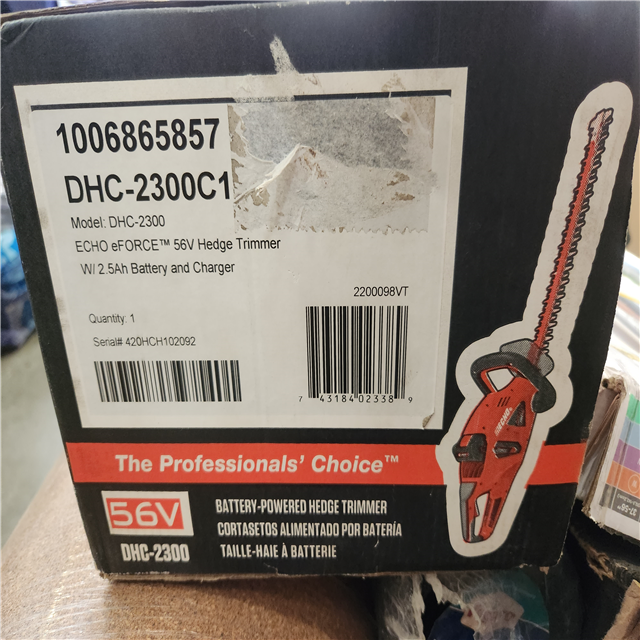 1006865857
DHC-2300C1
Model: DHC-2300
ECHO eFORCE™ 56V Hedge Trimmer
W/ 2.5Ah Battery and Charger
2200098VT
Quantity: 1
Serial# 420HCH102092
7 43184 02338 9
ECHO
The Professionals' Choice™
56V
BATTERY-POWERED HEDGE TRIMMER
CORTASETOS ALIMENTADO POR BATERÍA
DHC-2300
TAILLE-HAIE À BATTERIE